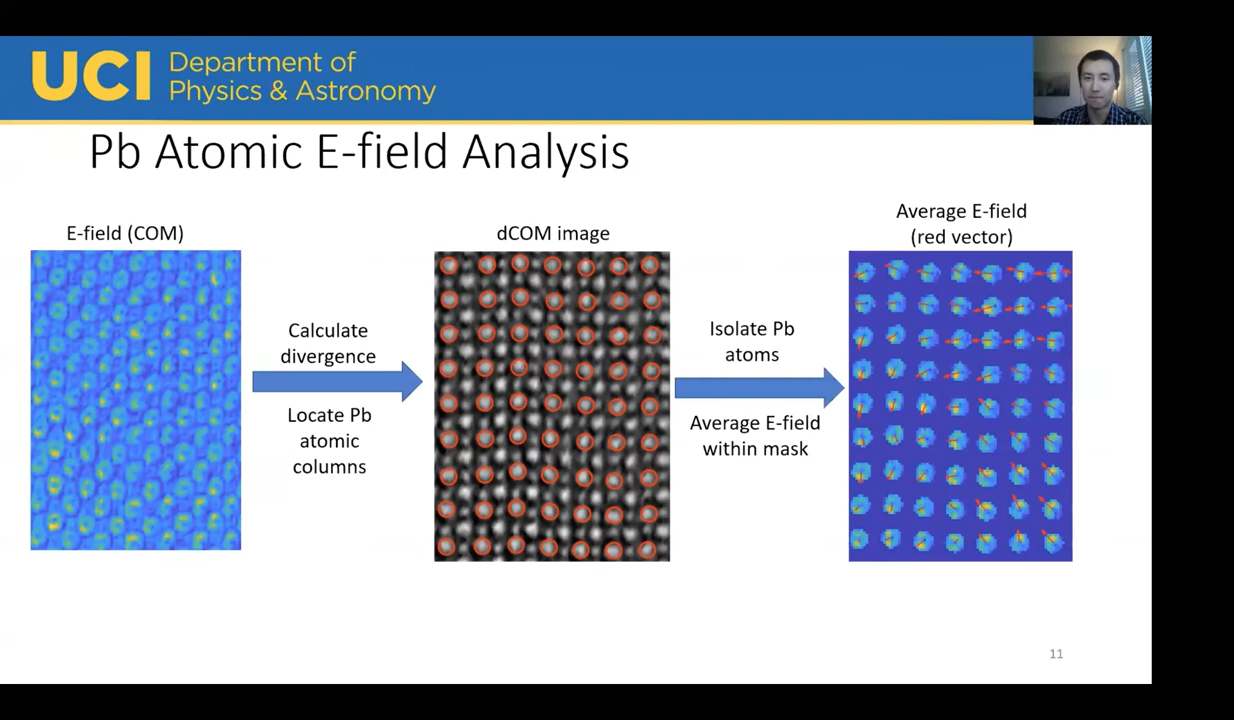 UCI
Department of
Physics & Astronomy
Pb Atomic E-field Analysis
E-field (COM)
Calculate
divergence
Locate Pb
atomic
columns
dCOM image
Isolate Pb
atoms
Average E-field
within mask
Average E-field
(red vector)
11